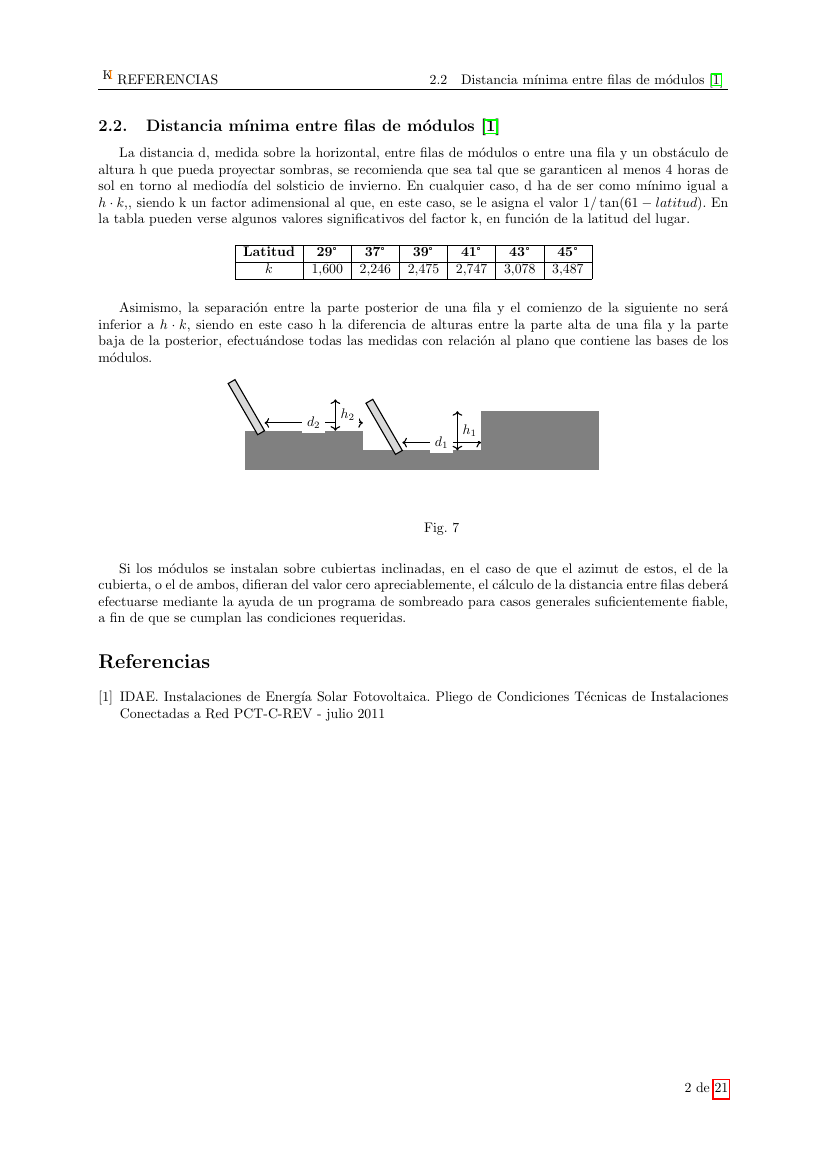 K REFERENCIAS 2.2 Distancia mínima entre filas de módulos [1]
2.2. Distancia mínima entre filas de módulos [1]
La distancia d, medida sobre la horizontal, entre filas de módulos o entre una fila y un obstáculo de
altura h que pueda proyectar sombras, se recomienda que sea tal que se garanticen al menos 4 horas de
sol en torno al mediodía del solsticio de invierno. En cualquier caso, d ha de ser como mínimo igual a
h · k,, siendo k un factor adimensional al que, en este caso, se le asigna el valor 1/ tan(61 − latitud). En
la tabla pueden verse algunos valores significativos del factor k, en función de la latitud del lugar.
Latitud 29° 37° 39° 41° 43° 45°
k 1,600 2,246 2,475 2,747 3,078 3,487
Asimismo, la separación entre la parte posterior de una fila y el comienzo de la siguiente no será
inferior a h · k, siendo en este caso h la diferencia de alturas entre la parte alta de una fila y la parte
baja de la posterior, efectuándose todas las medidas con relación al plano que contiene las bases de los
módulos.
d2 h2 d1 h1
Fig. 7
Si los módulos se instalan sobre cubiertas inclinadas, en el caso de que el azimut de estos, el de la
cubierta, o el de ambos, difieran del valor cero apreciablemente, el cálculo de la distancia entre filas deberá
efectuarse mediante la ayuda de un programa de sombreado para casos generales suficientemente fiable,
a fin de que se cumplan las condiciones requeridas.
Referencias
[1] IDAE. Instalaciones de Energía Solar Fotovoltaica. Pliego de Condiciones Técnicas de Instalaciones
Conectadas a Red PCT-C-REV - julio 2011
2 de 21